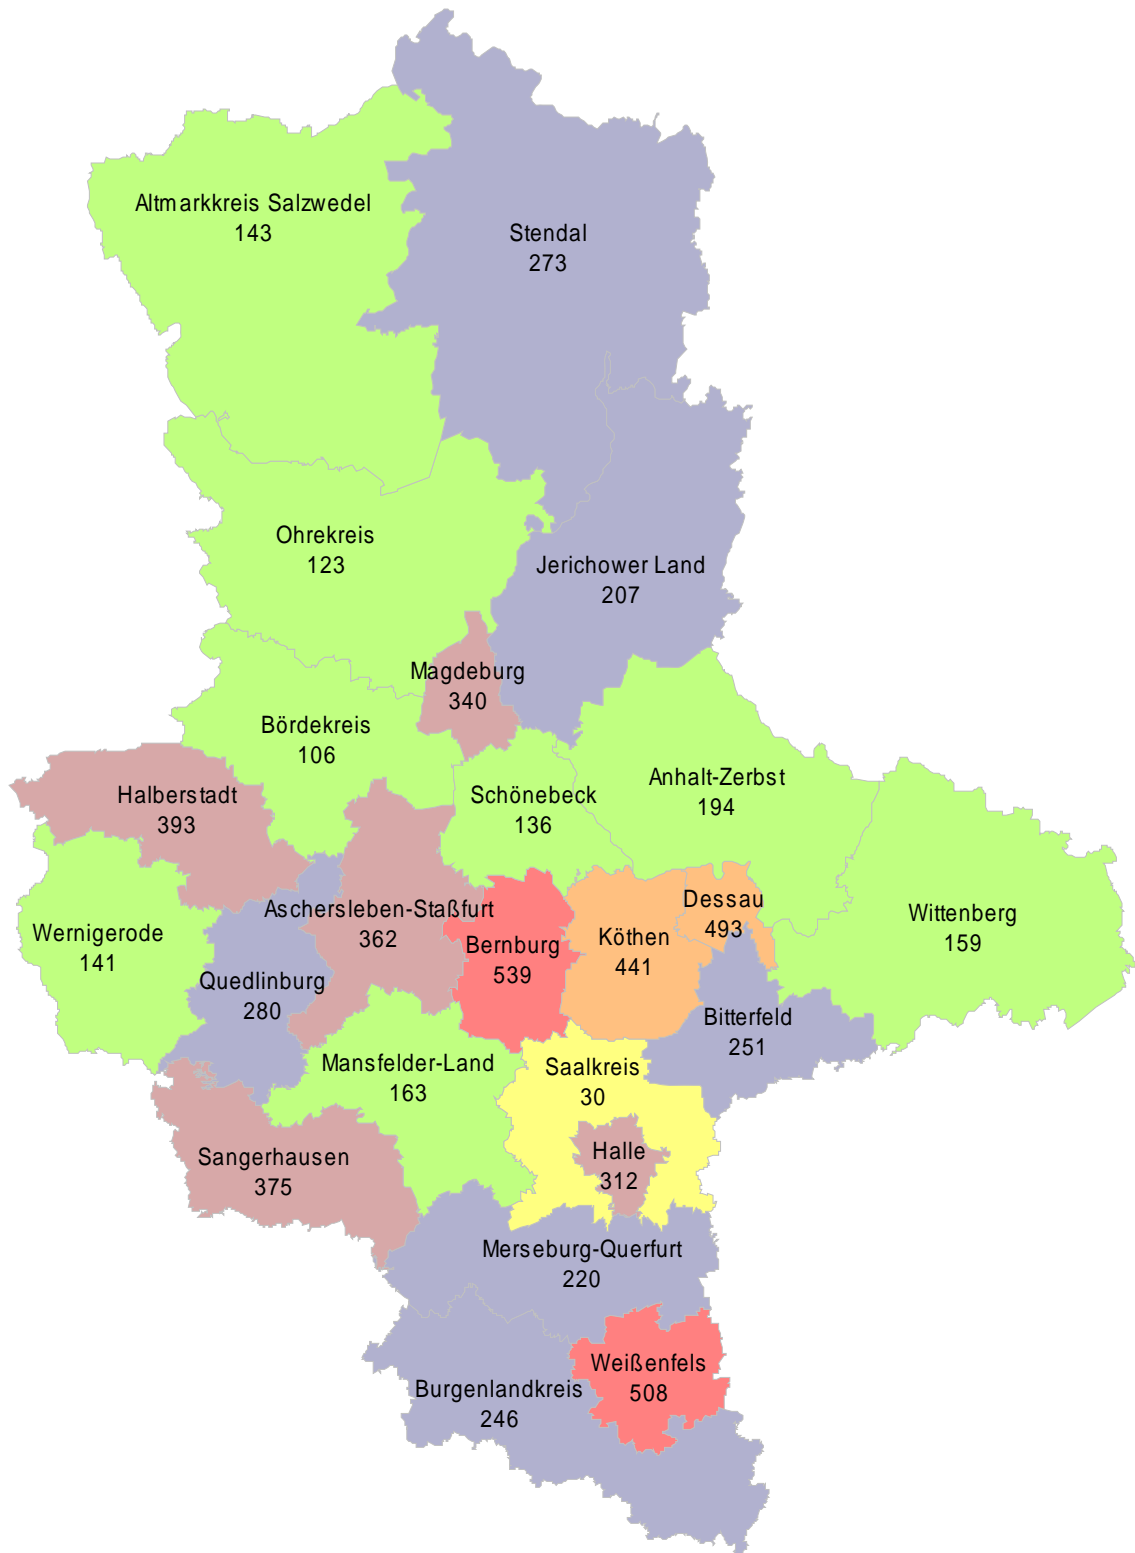 Altmarkkreis Salzwedel
143
Stendal
273
Ohrekreis
123
Jerichower Land
207
Magdeburg
340
Bördekreis
106
Anhalt-Zerbst
194
Halberstadt
393
Schönebeck
136
Dessau
493
Aschersleben-Staßfurt
362
Wittenberg
159
Wernigerode
141
Köthen
441
Bernburg
539
Quedlinburg
280
Bitterfeld
251
Mansfelder-Land
163
Saalkreis
30
Halle
312
Sangerhausen
375
Merseburg-Querfurt
220
Weißenfels
508
Burgenlandkreis
246